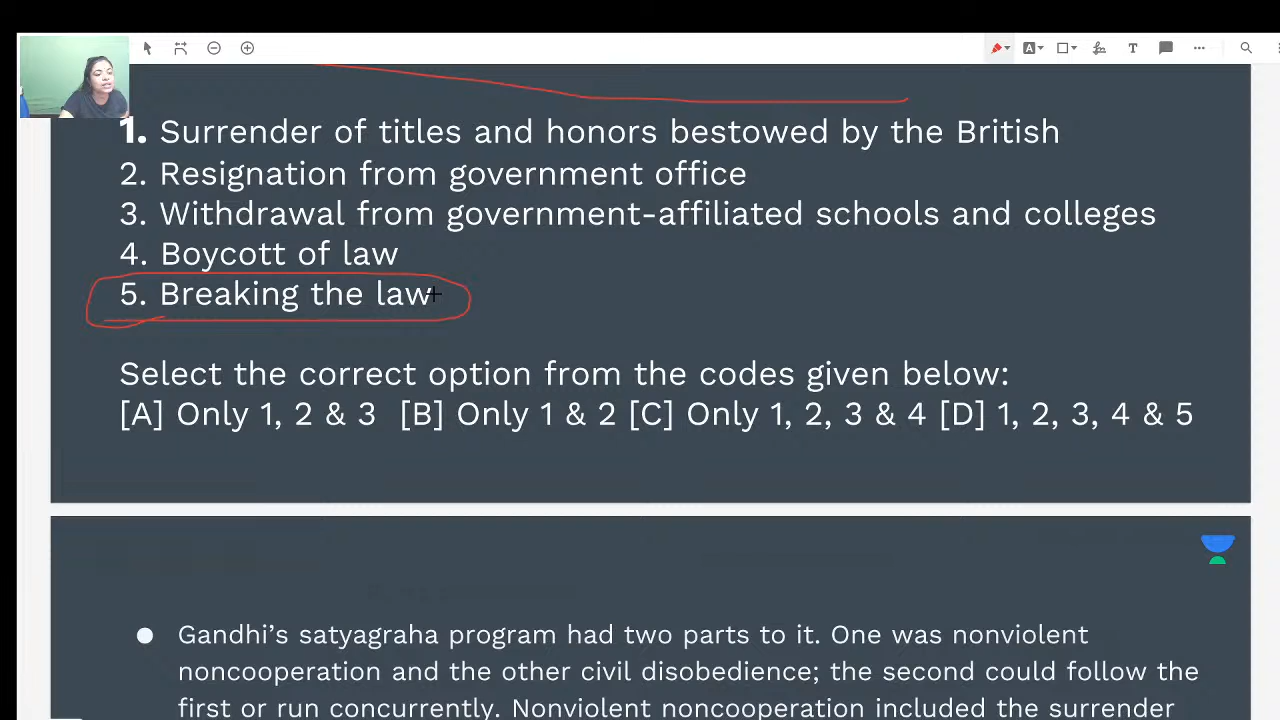 1. Surrender of titles and honors bestowed by the British
2. Resignation from government office
3. Withdrawal from government-affiliated schools and colleges
4. Boycott of law
5. Breaking the law
Select the correct option from the codes given below:
[A] Only 1, 2 & 3 [B] Only 1 & 2 [C] Only 1, 2, 3 & 4 [D] 1, 2, 3, 4 & 5
Gandhi’s satyagraha program had two parts to it. One was nonviolent
noncooperation and the other civil disobedience; the second could follow the
first or run concurrently. Nonviolent noncooperation included the surrender